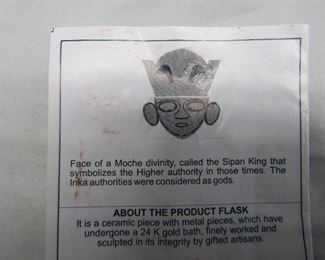 Face of a Moche divinity, called the Sipan King that
symbolizes the Higher authority in those times. The
Inka authorities were considered as gods.
ABOUT THE PRODUCT FLASK
It is a ceramic piece with metal pieces, which have
undergone a 24 K gold bath, finely worked and
sculpted in its integrity by gifted artisans.